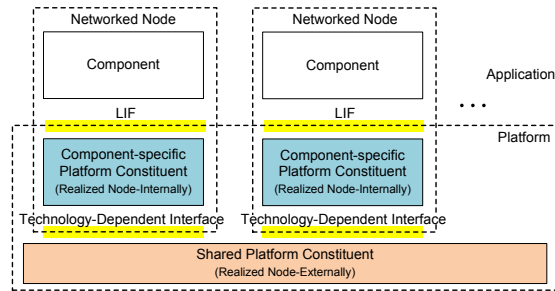 Networked Node
Networked Node
Component
Component
Application
. . .
LIF
LIF
Platform
Component-specific
Platform Constituent
(Realized Node-Internally)
Component-specific
Platform Constituent
(Realized Node-Internally)
Technology-Dependent Interface
Technology-Dependent Interface
Shared Platform Constituent
(Realized Node-Externally)